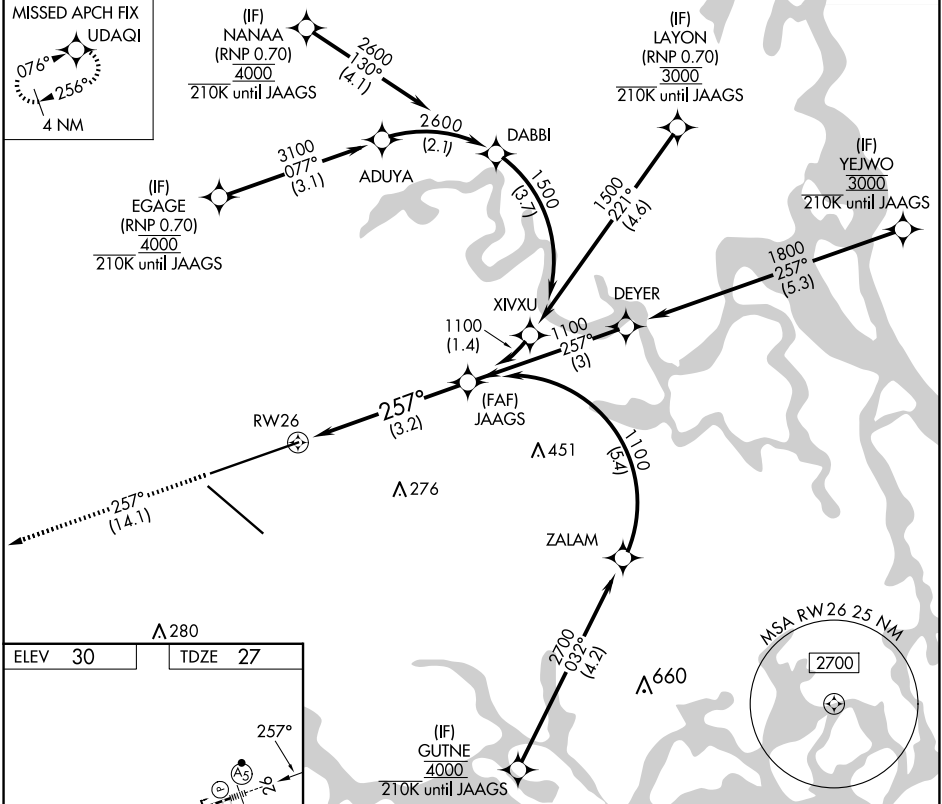 MISSED APCH FIX
UDAQI
076°
256°
4 NM
(IF)
NANAA
(RNP 0.70)
4000
210K until JAAGS
2600
130°
(4.1)
(IF)
LAYON
(RNP 0.70)
3000
210K until JAAGS
(IF)
YEJWO
3000
210K until JAAGS
(IF)
EGAGE
(RNP 0.70)
4000
210K until JAAGS
3100
077°
(3.1)
ADUYA
2600
(2.1)
DABBI
1500
(3.7)
1500
221°
(4.6)
1800
257°
(5.3)
XIVXU
DEYER
1100
(1.4)
1100
257°
(3)
(FAF)
JAAGS
257°
(3.2)
RW26
257°
(14.1)
451
276
1100
(5.4)
ZALAM
280
2700
032°
(4.2)
660
(IF)
GUTNE
4000
210K until JAAGS
MSA RW26 25 NM
2700
ELEV 30
TDZE 27
257°
A5
P
26